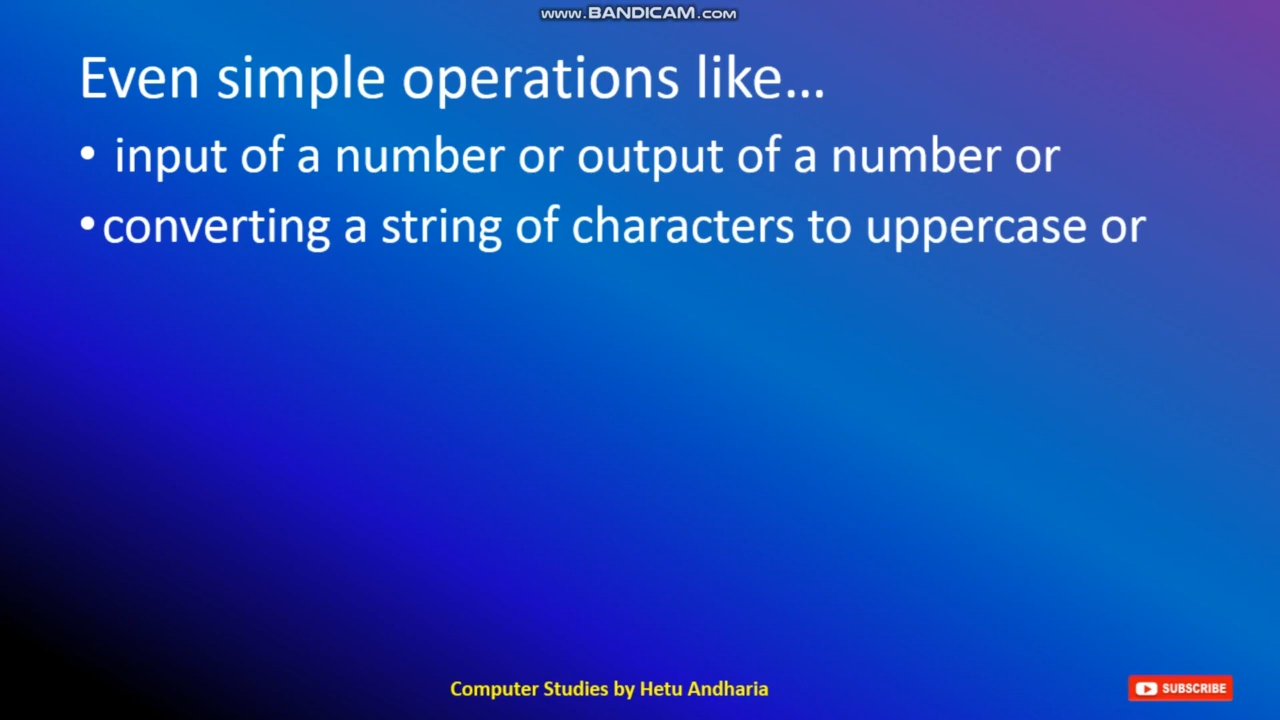 www.BANDICAM.com
Even simple operations like...
• input of a number or output of a number or
• converting a string of characters to uppercase or
Computer Studies by Hetu Andharia
SUBSCRIBE